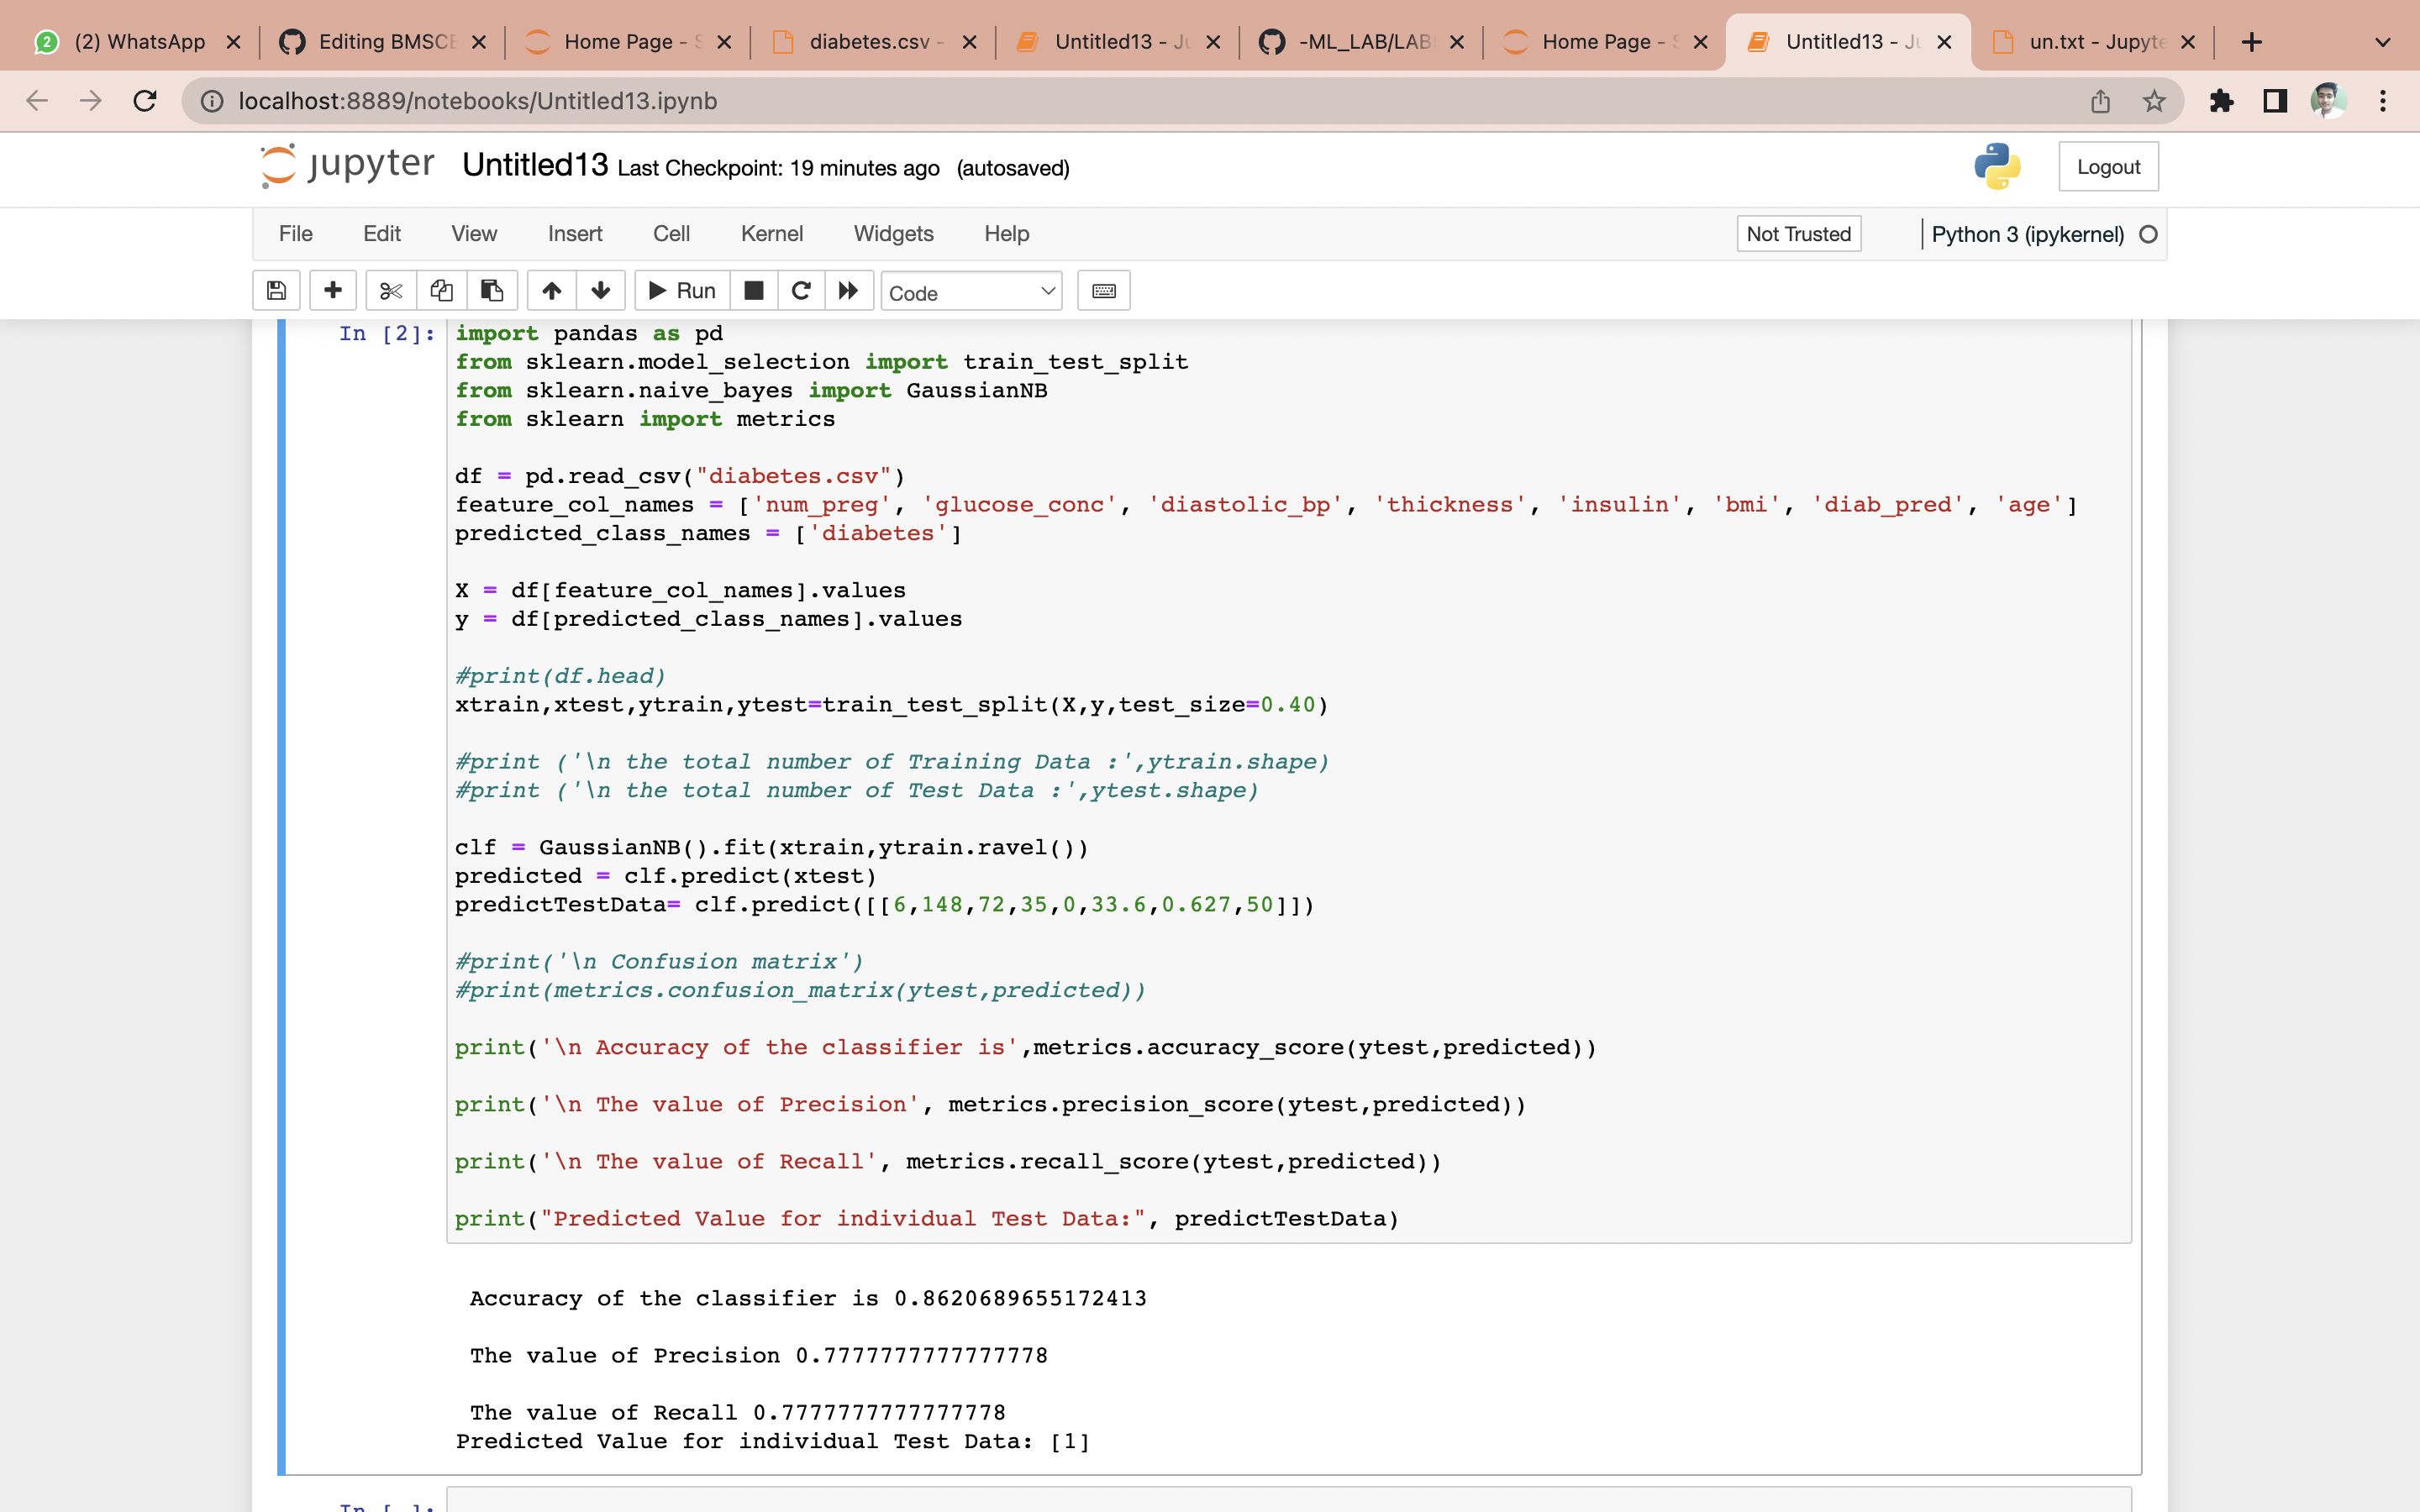 2 (2) WhatsApp
Editing BMSCE
Home Page - S
diabetes.csv -
Untitled13 - Ju
-ML_LAB/LAB
Home Page - S
Untitled13 - Ju
un.txt - Jupyte
localhost:8889/notebooks/Untitled13.ipynb
jupyter Untitled13 Last Checkpoint: 19 minutes ago (autosaved)
Logout
File Edit View Insert Cell Kernel Widgets Help
Not Trusted
Python 3 (ipykernel)
Run
Code
In [2]:
import pandas as pd
from sklearn.model_selection import train_test_split
from sklearn.naive_bayes import GaussianNB
from sklearn import metrics
df = pd.read_csv("diabetes.csv")
feature_col_names = ['num_preg', 'glucose_conc', 'diastolic_bp', 'thickness', 'insulin', 'bmi', 'diab_pred', 'age']
predicted_class_names = ['diabetes']
X = df[feature_col_names].values
y = df[predicted_class_names].values
#print(df.head)
xtrain,xtest,ytrain,ytest=train_test_split(X,y,test_size=0.40)
#print ('\n the total number of Training Data :',ytrain.shape)
#print ('\n the total number of Test Data :',ytest.shape)
clf = GaussianNB().fit(xtrain,ytrain.ravel())
predicted = clf.predict(xtest)
predictTestData= clf.predict([[6,148,72,35,0,33.6,0.627,50]])
#print('\n Confusion matrix')
#print(metrics.confusion_matrix(ytest,predicted))
print('\n Accuracy of the classifier is',metrics.accuracy_score(ytest,predicted))
print('\n The value of Precision', metrics.precision_score(ytest,predicted))
print('\n The value of Recall', metrics.recall_score(ytest,predicted))
print("Predicted Value for individual Test Data:", predictTestData)
Accuracy of the classifier is 0.8620689655172413
The value of Precision 0.7777777777777778
The value of Recall 0.7777777777777778
Predicted Value for individual Test Data: [1]
In [ ]: